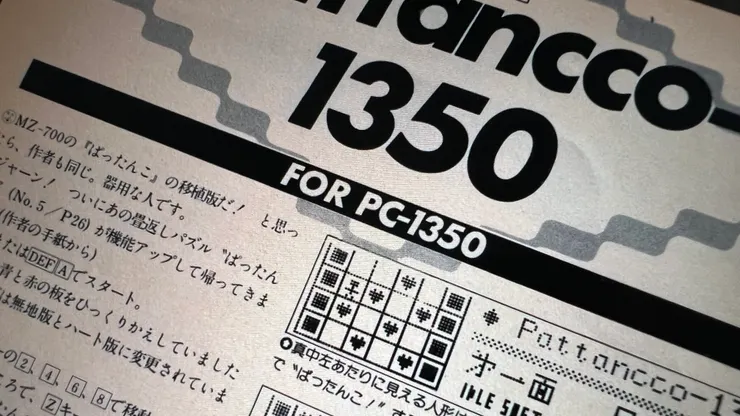 ttancco-
1350
FOR PC-1350
MZ-700の『ぱったんこ』の移植版だ! と思っ
ら、作者も同じ。器用な人です。
ジャーン! ついにあの畳返しパズル〝ぱったん
(No.5/P26)が機能アップして帰ってきま
(作者の手紙から)
たはDEF Aでスタート。
青と赤の板をひっくりかえしていました
は無地版とハート版に変更されていま
ーの2、4、6、8で移動
ころで、Zキ
Pattancco-13
才一面
IDLE
真中左あたりに見える人形は
で〝ぱったんこ!